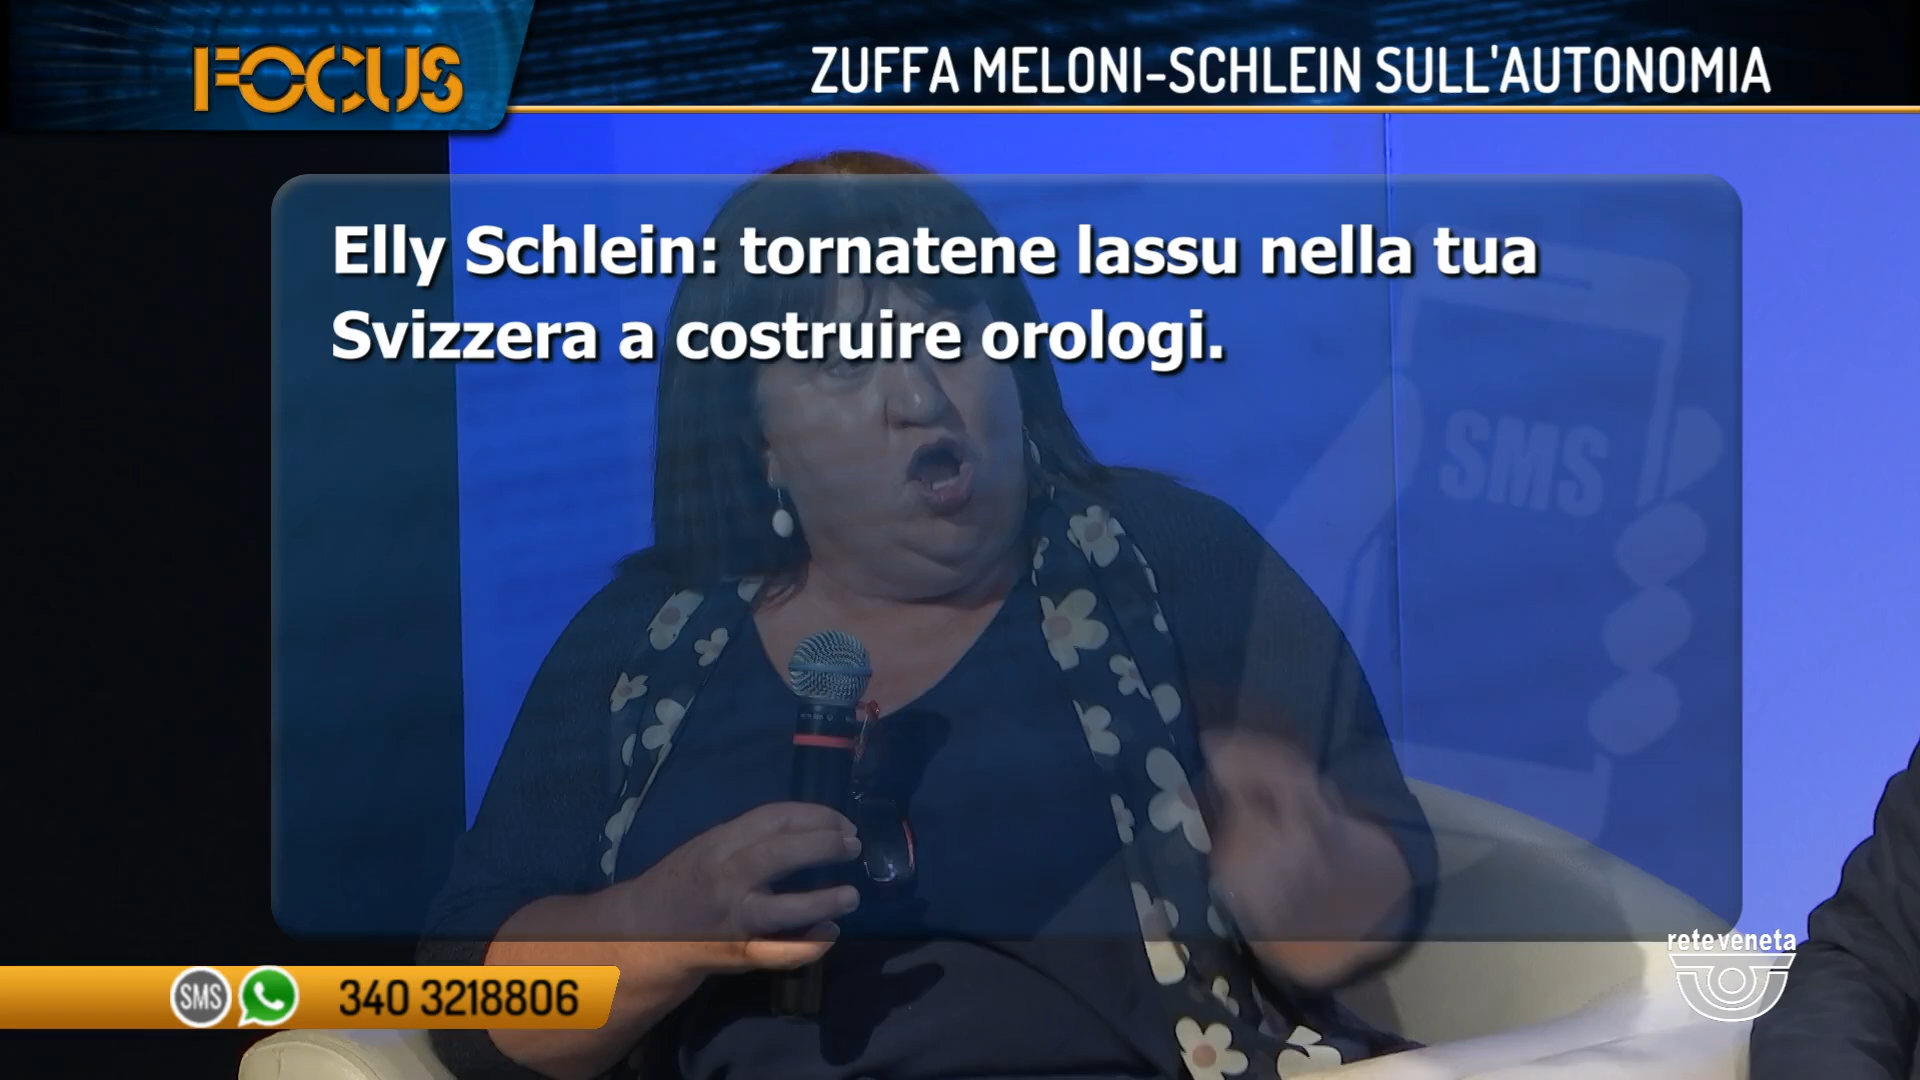 FOCUS
ZUFFA MELONI-SCHLEIN SULL'AUTONOMIA
Elly Schlein: tornatene lassu nella tua
Svizzera a costruire orologi.
SMS
SMS
340 3218806
reteveneta